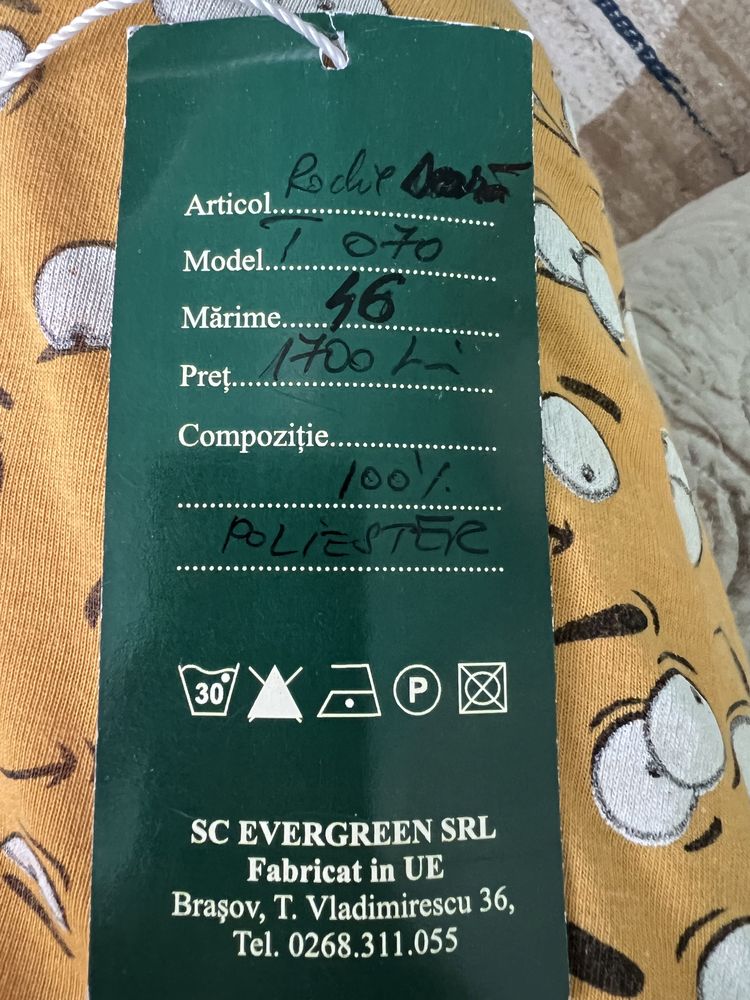 Articol Rochie
Model T 070
Mărime 46
Preț 1700 Lei
Compoziție
100%
POLIESTER
30°
P
SC EVERGREEN SRL
Fabricat in UE
Brașov, T. Vladimirescu 36,
Tel. 0268.311.055